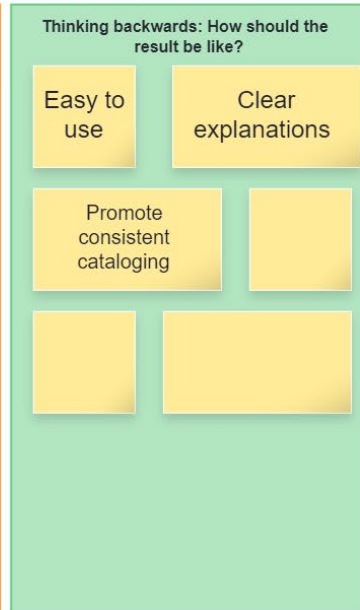 Thinking backwards: How should the
result be like?
Easy to
use
Clear
explanations
Promote
consistent
cataloging